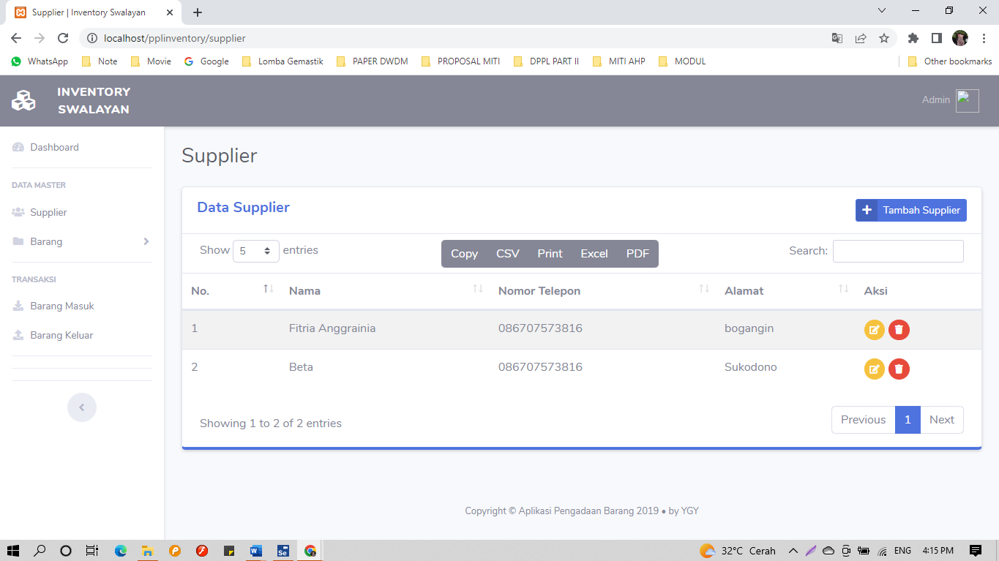 Supplier | Inventory Swalayan
localhost/pplinventory/supplier
WhatsApp Note Movie Google Lomba Gemastik PAPER DWDM PROPOSAL MITI DPPL PART II MITI AHP MODUL Other bookmarks
INVENTORY
SWALAYAN
Admin
Dashboard
DATA MASTER
Supplier
Barang
TRANSAKSI
Barang Masuk
Barang Keluar
Supplier
Data Supplier
Tambah Supplier
Show 5 entries
Copy CSV Print Excel PDF
Search:
No. Nama Nomor Telepon Alamat Aksi
1 Fitria Anggrainia 086707573816 bogangin
2 Beta 086707573816 Sukodono
Showing 1 to 2 of 2 entries
Previous 1 Next
Copyright © Aplikasi Pengadaan Barang 2019 • by YGY
32°C Cerah ENG 4:15 PM